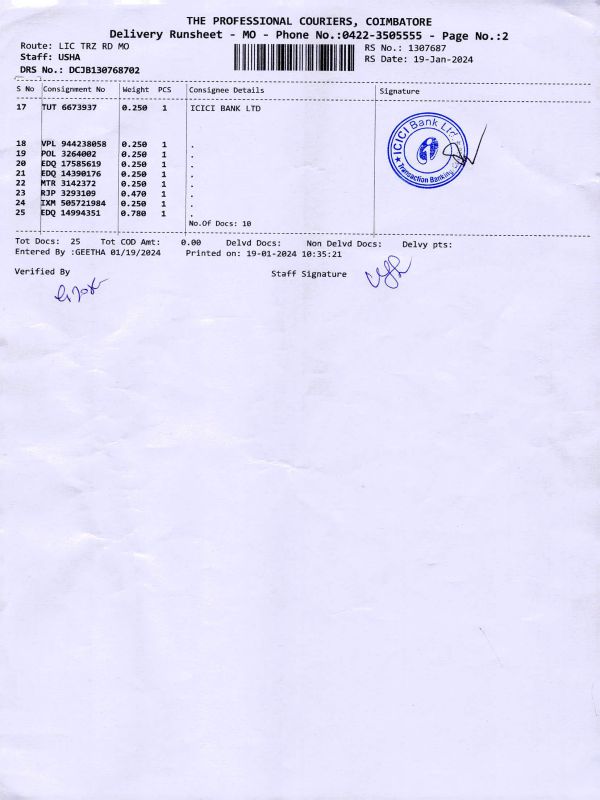 THE PROFESSIONAL COURIERS, COIMBATORE
Delivery Runsheet - MO - Phone No.:0422-3505555 - Page No.:2
Route: LIC TRZ RD MO RS No.: 1307687
Staff: USHA RS Date: 19-Jan-2024
DRS No.: DCJB130768702
S No Consignment No Weight PCS Consignee Details Signature
17 TUT 6673937 0.250 1 ICICI BANK LTD
ICICI Bank Ltd
Transaction Banking
18 VPL 944238058 0.250 1 .
19 POL 3264002 0.250 1 .
20 EDQ 17585619 0.250 1 .
21 EDQ 14390176 0.250 1 .
22 MTR 3142372 0.250 1 .
23 RJP 3293109 0.470 1 .
24 IXM 505721984 0.250 1 .
25 EDQ 14994351 0.780 1 .
No.Of Docs: 10
Tot Docs: 25 Tot COD Amt: 0.00 Delvd Docs: Non Delvd Docs: Delvy pts:
Entered By :GEETHA 01/19/2024 Printed on: 19-01-2024 10:35:21
Verified By Staff Signature